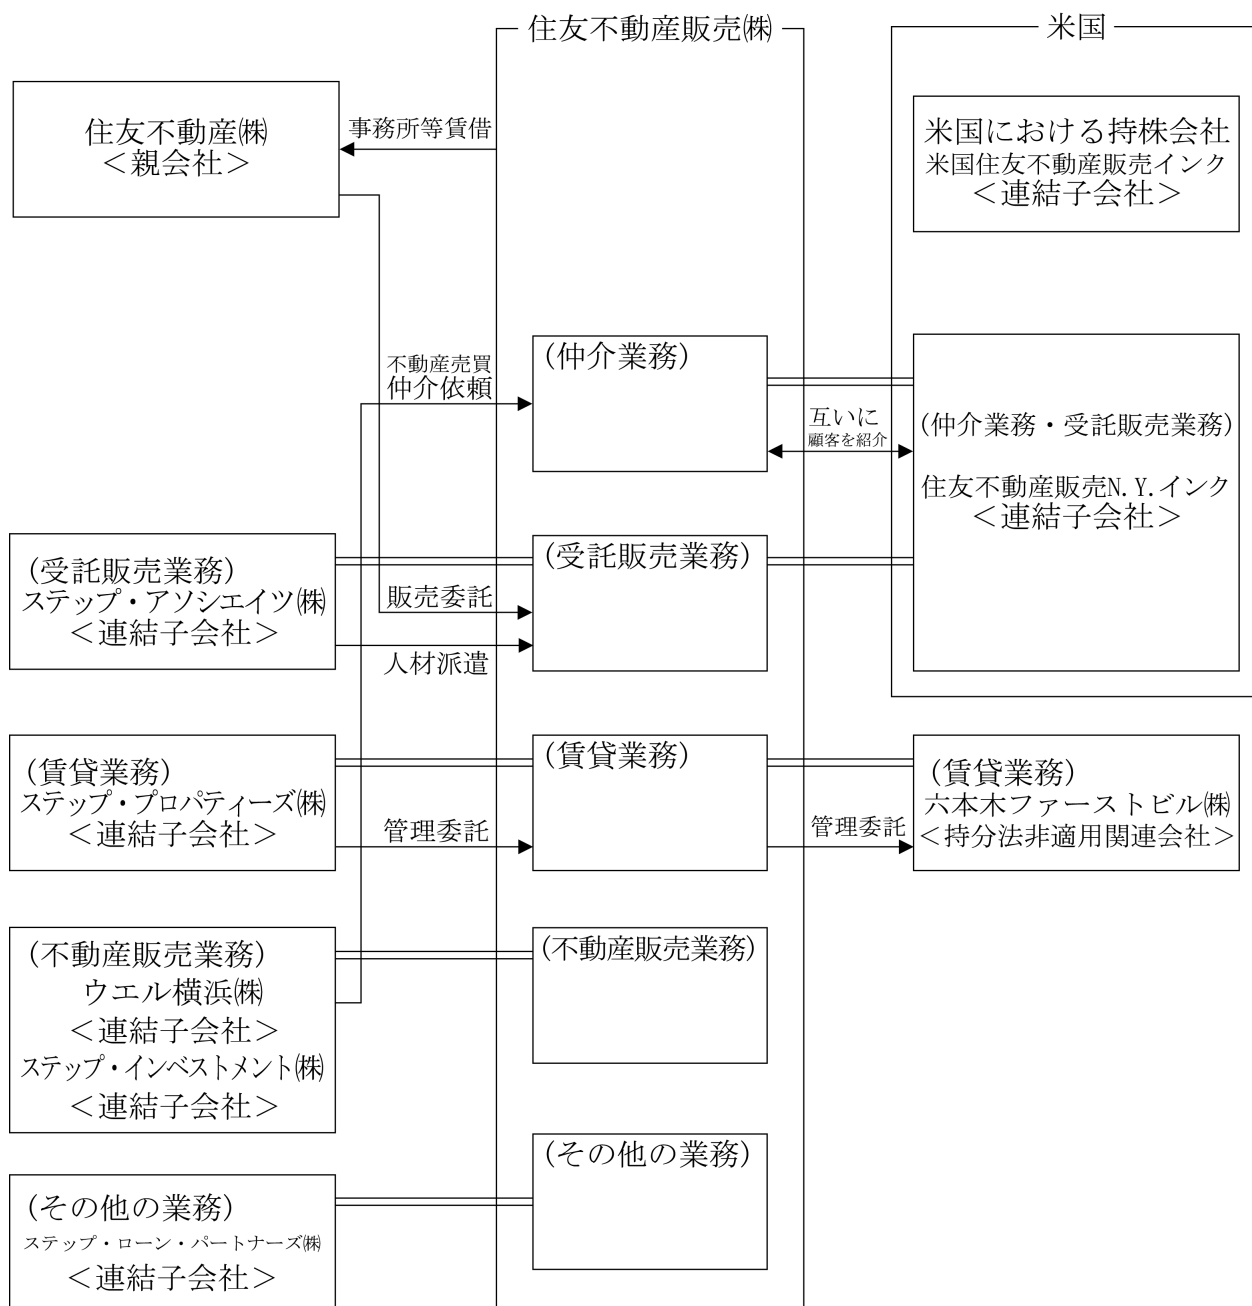 住友不動産販売㈱
米国
住友不動産㈱
＜親会社＞
事務所等賃借
米国における持株会社
米国住友不動産販売インク
＜連結子会社＞
不動産売買
仲介依頼
(仲介業務)
互いに
顧客を紹介
(仲介業務・受託販売業務)
住友不動産販売N.Y.インク
＜連結子会社＞
(受託販売業務)
ステップ・アソシエイツ㈱
＜連結子会社＞
販売委託
人材派遣
(受託販売業務)
(賃貸業務)
ステップ・プロパティーズ㈱
＜連結子会社＞
管理委託
(賃貸業務)
管理委託
(賃貸業務)
六本木ファーストビル㈱
＜持分法非適用関連会社＞
(不動産販売業務)
ウエル横浜㈱
＜連結子会社＞
ステップ・インベストメント㈱
＜連結子会社＞
(不動産販売業務)
(その他の業務)
(その他の業務)
ステップ・ローン・パートナーズ㈱
＜連結子会社＞